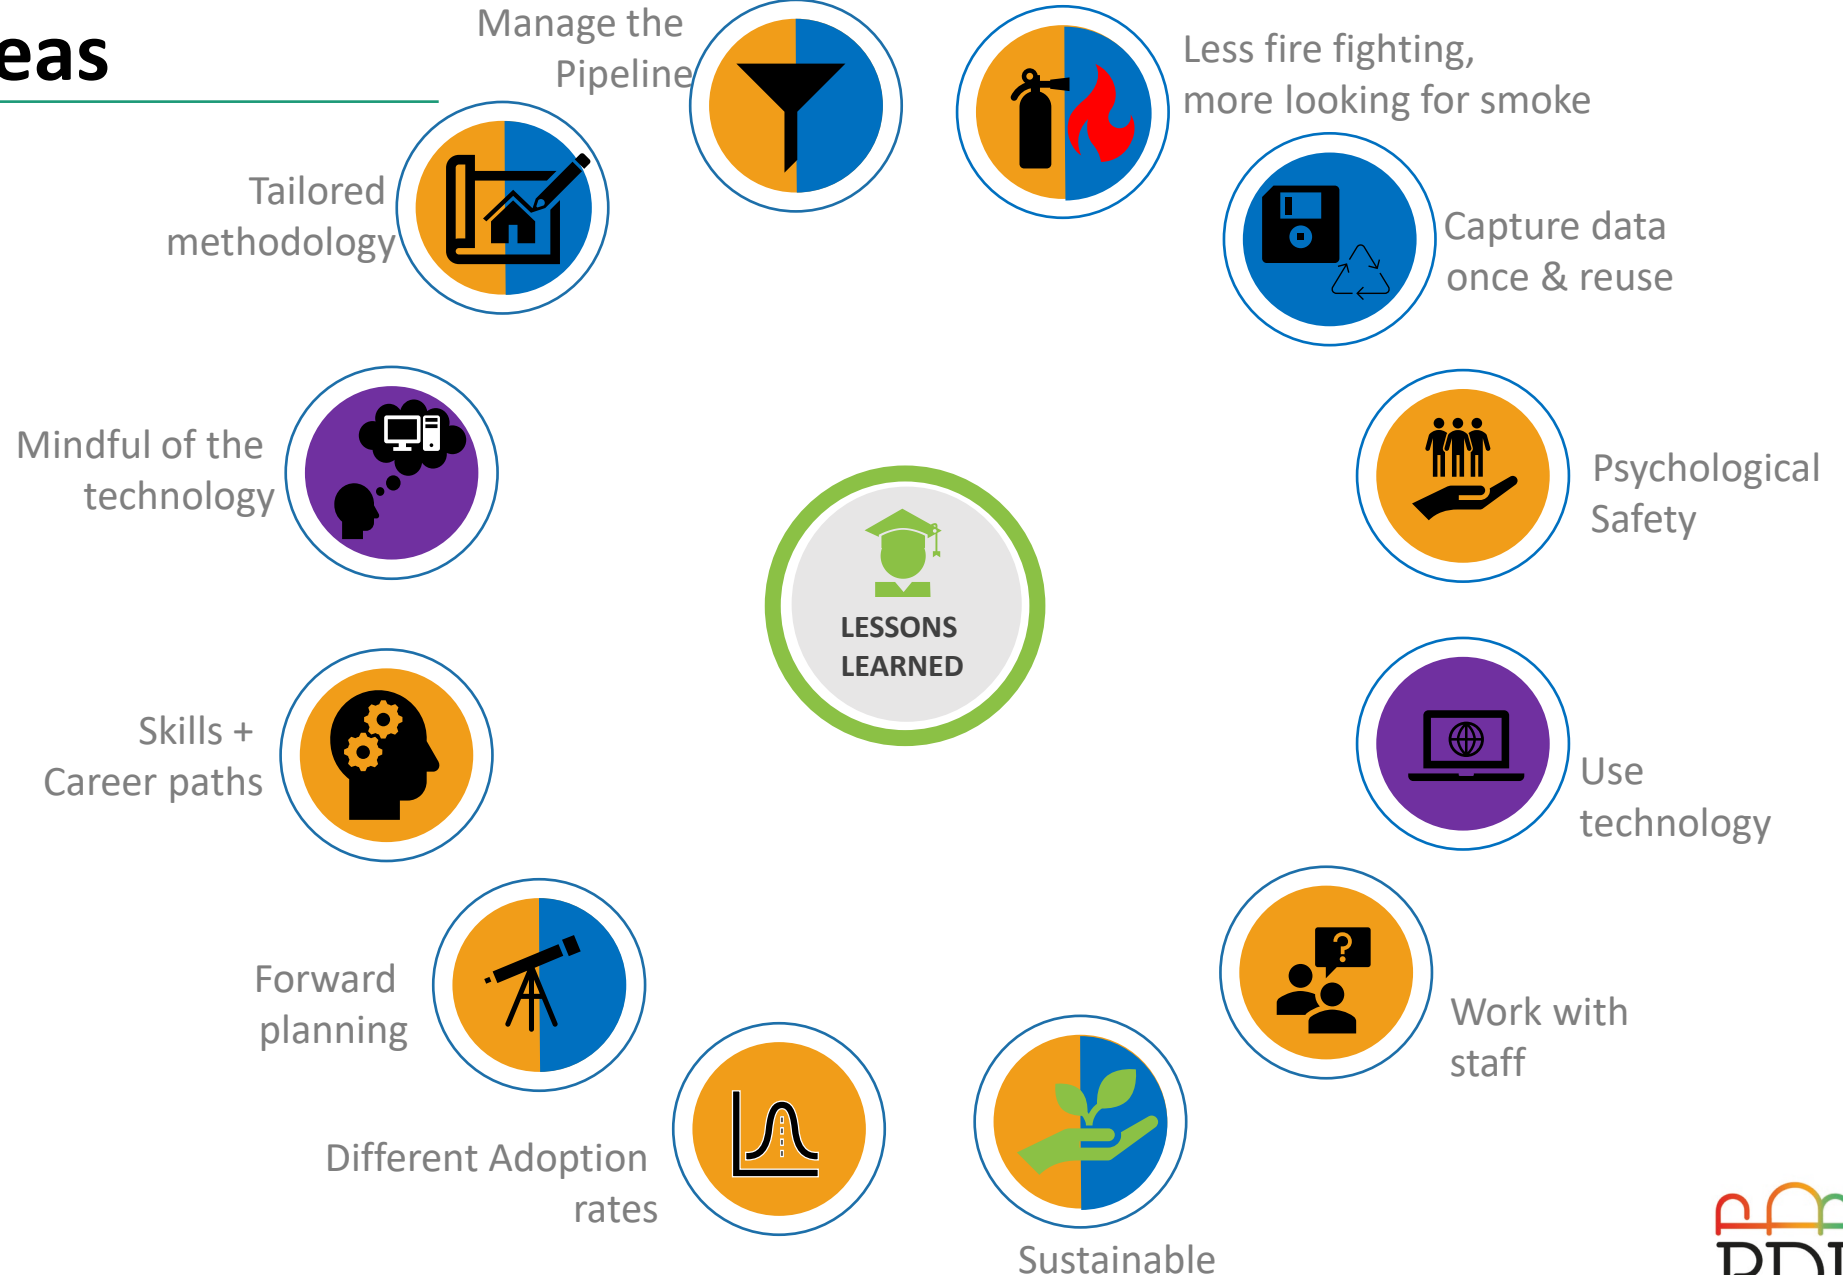 eas
Manage the
Pipeline
Less fire fighting,
more looking for smoke
Tailored
methodology
Capture data
once & reuse
Mindful of the
technology
Psychological
Safety
LESSONS
LEARNED
Skills +
Career paths
Use
technology
Forward
planning
?
Work with
staff
Different Adoption
rates
Sustainable